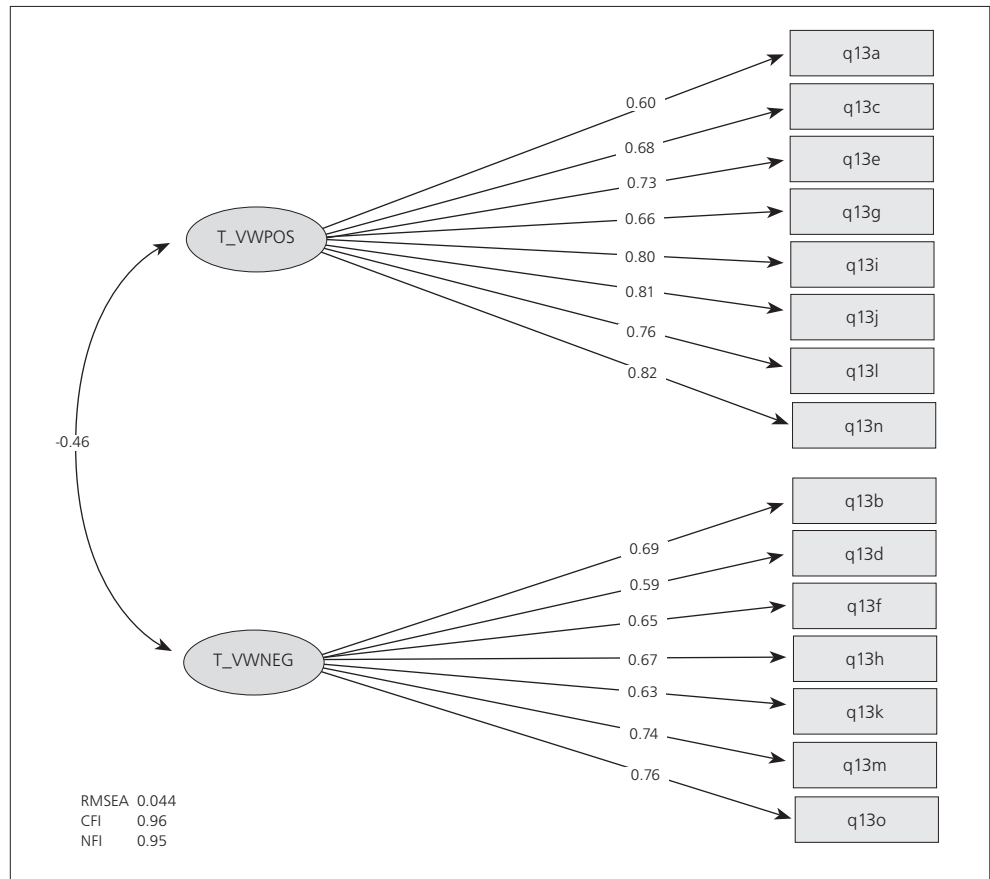 q13a
0.60
q13c
0.68
q13e
0.73
q13g
0.66
T_VWPOS
q13i
0.80
q13j
0.81
q13l
0.76
q13n
0.82
-0.46
q13b
0.69
q13d
0.59
q13f
0.65
T_VWNEG
q13h
0.67
q13k
0.63
q13m
0.74
q13o
0.76
RMSEA 0.044
CFI 0.96
NFI 0.95